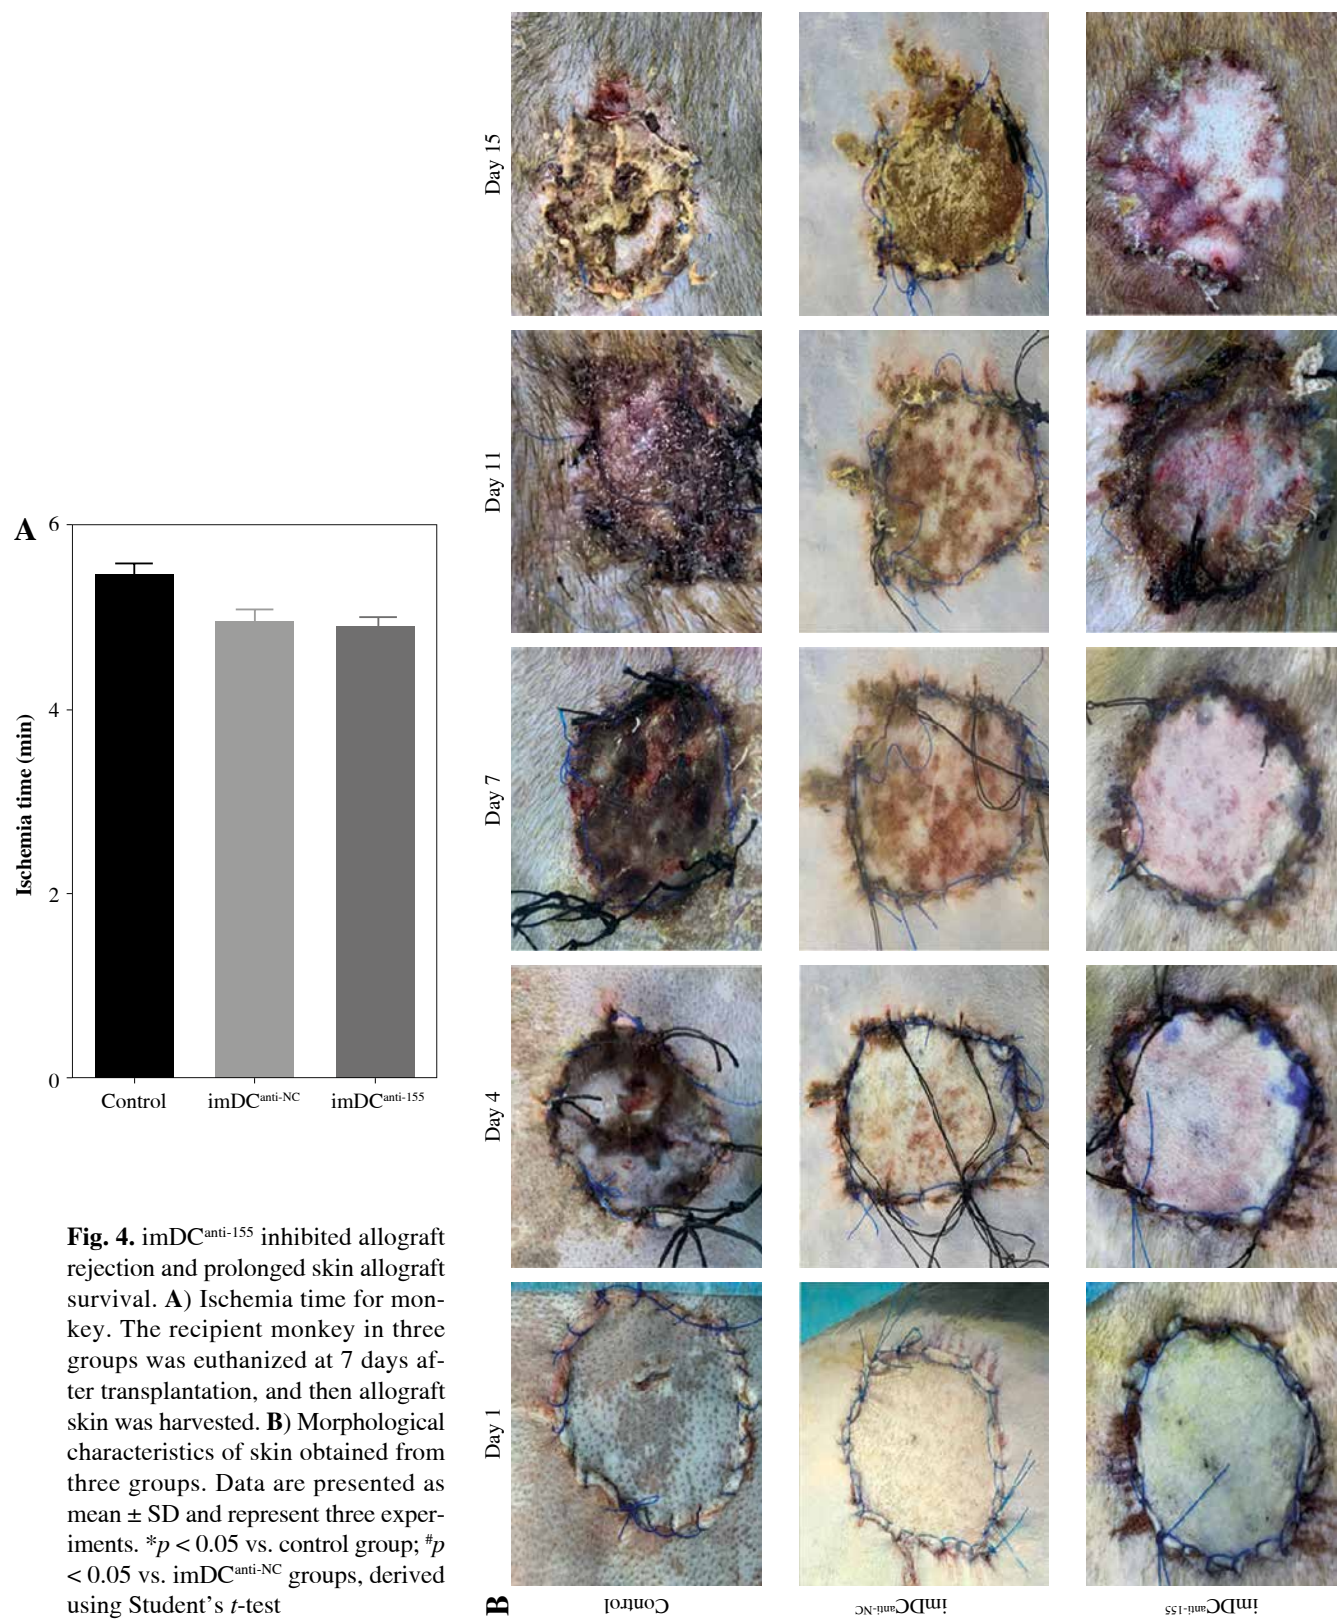 A
Ischemia time (min)
6
4
2
0
Control imDCanti-NC imDCanti-155
Fig. 4. imDCanti-155 inhibited allograft
rejection and prolonged skin allograft
survival. A) Ischemia time for mon-
key. The recipient monkey in three
groups was euthanized at 7 days af-
ter transplantation, and then allograft
skin was harvested. B) Morphological
characteristics of skin obtained from
three groups. Data are presented as
mean ± SD and represent three exper-
iments. *p < 0.05 vs. control group; #p
< 0.05 vs. imDCanti-NC groups, derived
using Student's t-test
B
Day 1
Day 4
Day 7
Day 11
Day 15
Control
imDCanti-NC
imDCanti-155